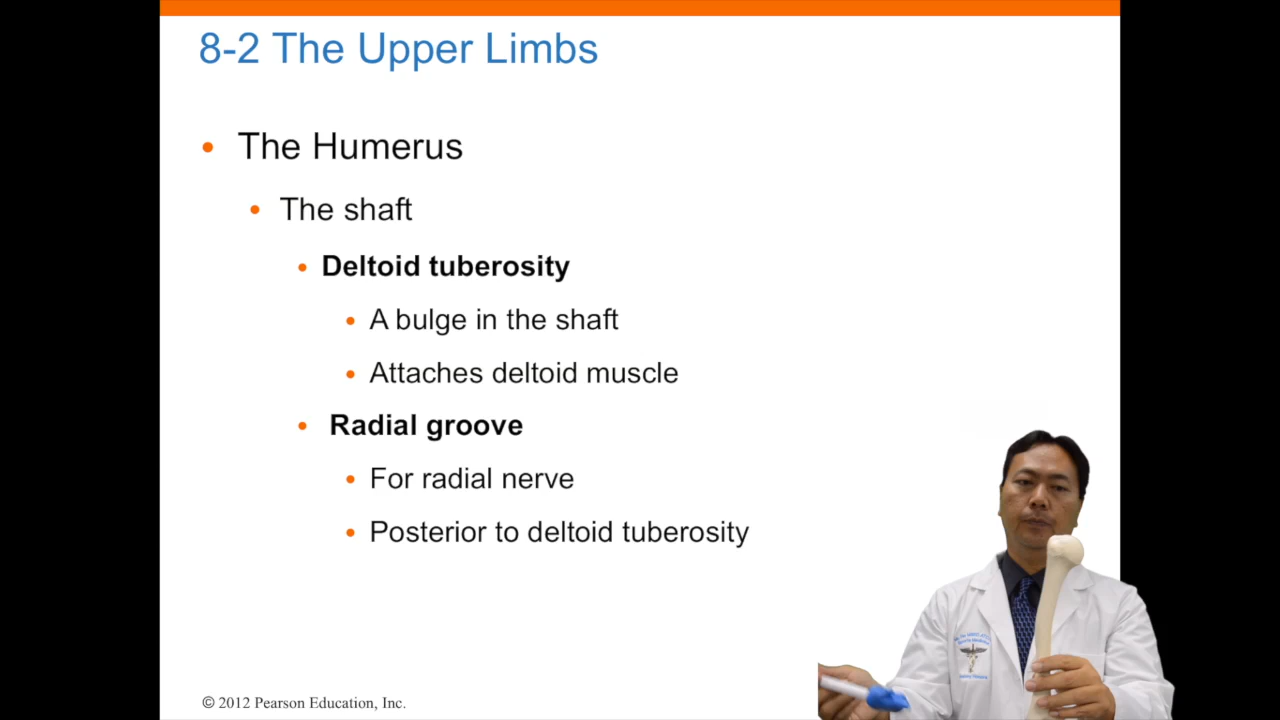 8-2 The Upper Limbs
• The Humerus
• The shaft
• Deltoid tuberosity
• A bulge in the shaft
• Attaches deltoid muscle
• Radial groove
• For radial nerve
• Posterior to deltoid tuberosity
© 2012 Pearson Education, Inc.